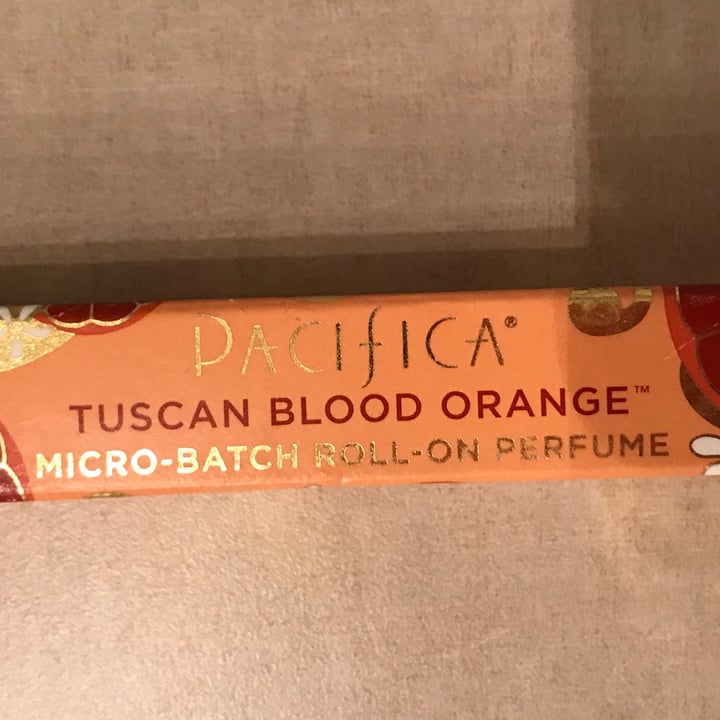 PACIFICA®
TUSCAN BLOOD ORANGE™
MICRO-BATCH ROLL-ON PERFUME